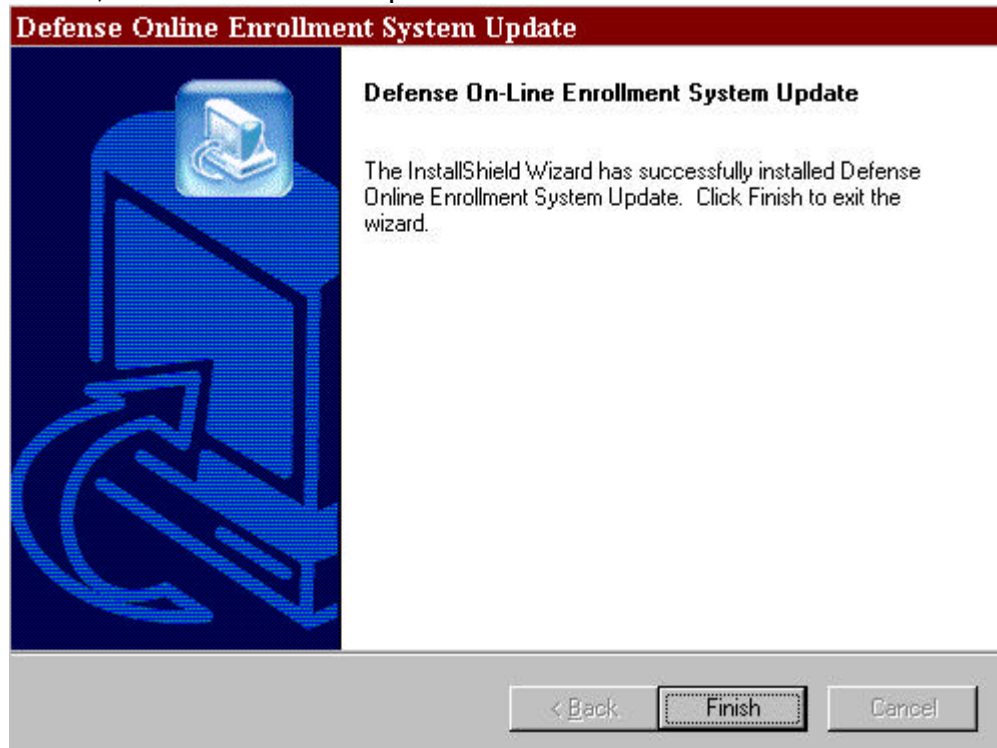 Defense Online Enrollment System Update
Defense On-Line Enrollment System Update
The InstallShield Wizard has successfully installed Defense
Online Enrollment System Update.  Click Finish to exit the
wizard.
< Back
Finish
Cancel